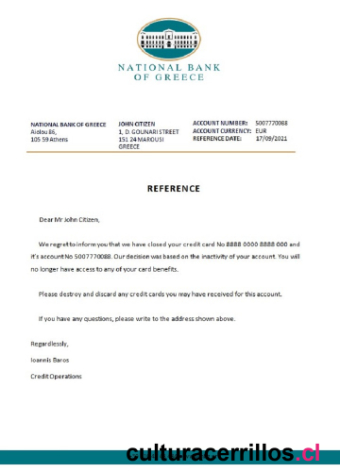 NATIONAL BANK
OF GREECE
NATIONAL BANK OF GREECE
Aiolou 86,
105 59 Athens
JOHN CITIZEN
1, D. GOUNARI STREET
151 24 MAROUSI
GREECE
ACCOUNT NUMBER: 5007770088
ACCOUNT CURRENCY: EUR
REFERENCE DATE: 17/09/2021
REFERENCE
Dear Mr John Citizen,
We regret to inform you that we have closed your credit card No 8888 0000 8888 000 and
it's account No 5007770088. Our decision was based on the inactivity of your account. You will
no longer have access to any of your card benefits.
Please destroy and discard any credit cards you may have received for this account.
If you have any questions, please write to the address shown above.
Regardlessly,
Ioannis Baros
Credit Operations
culturacerrillos.cl